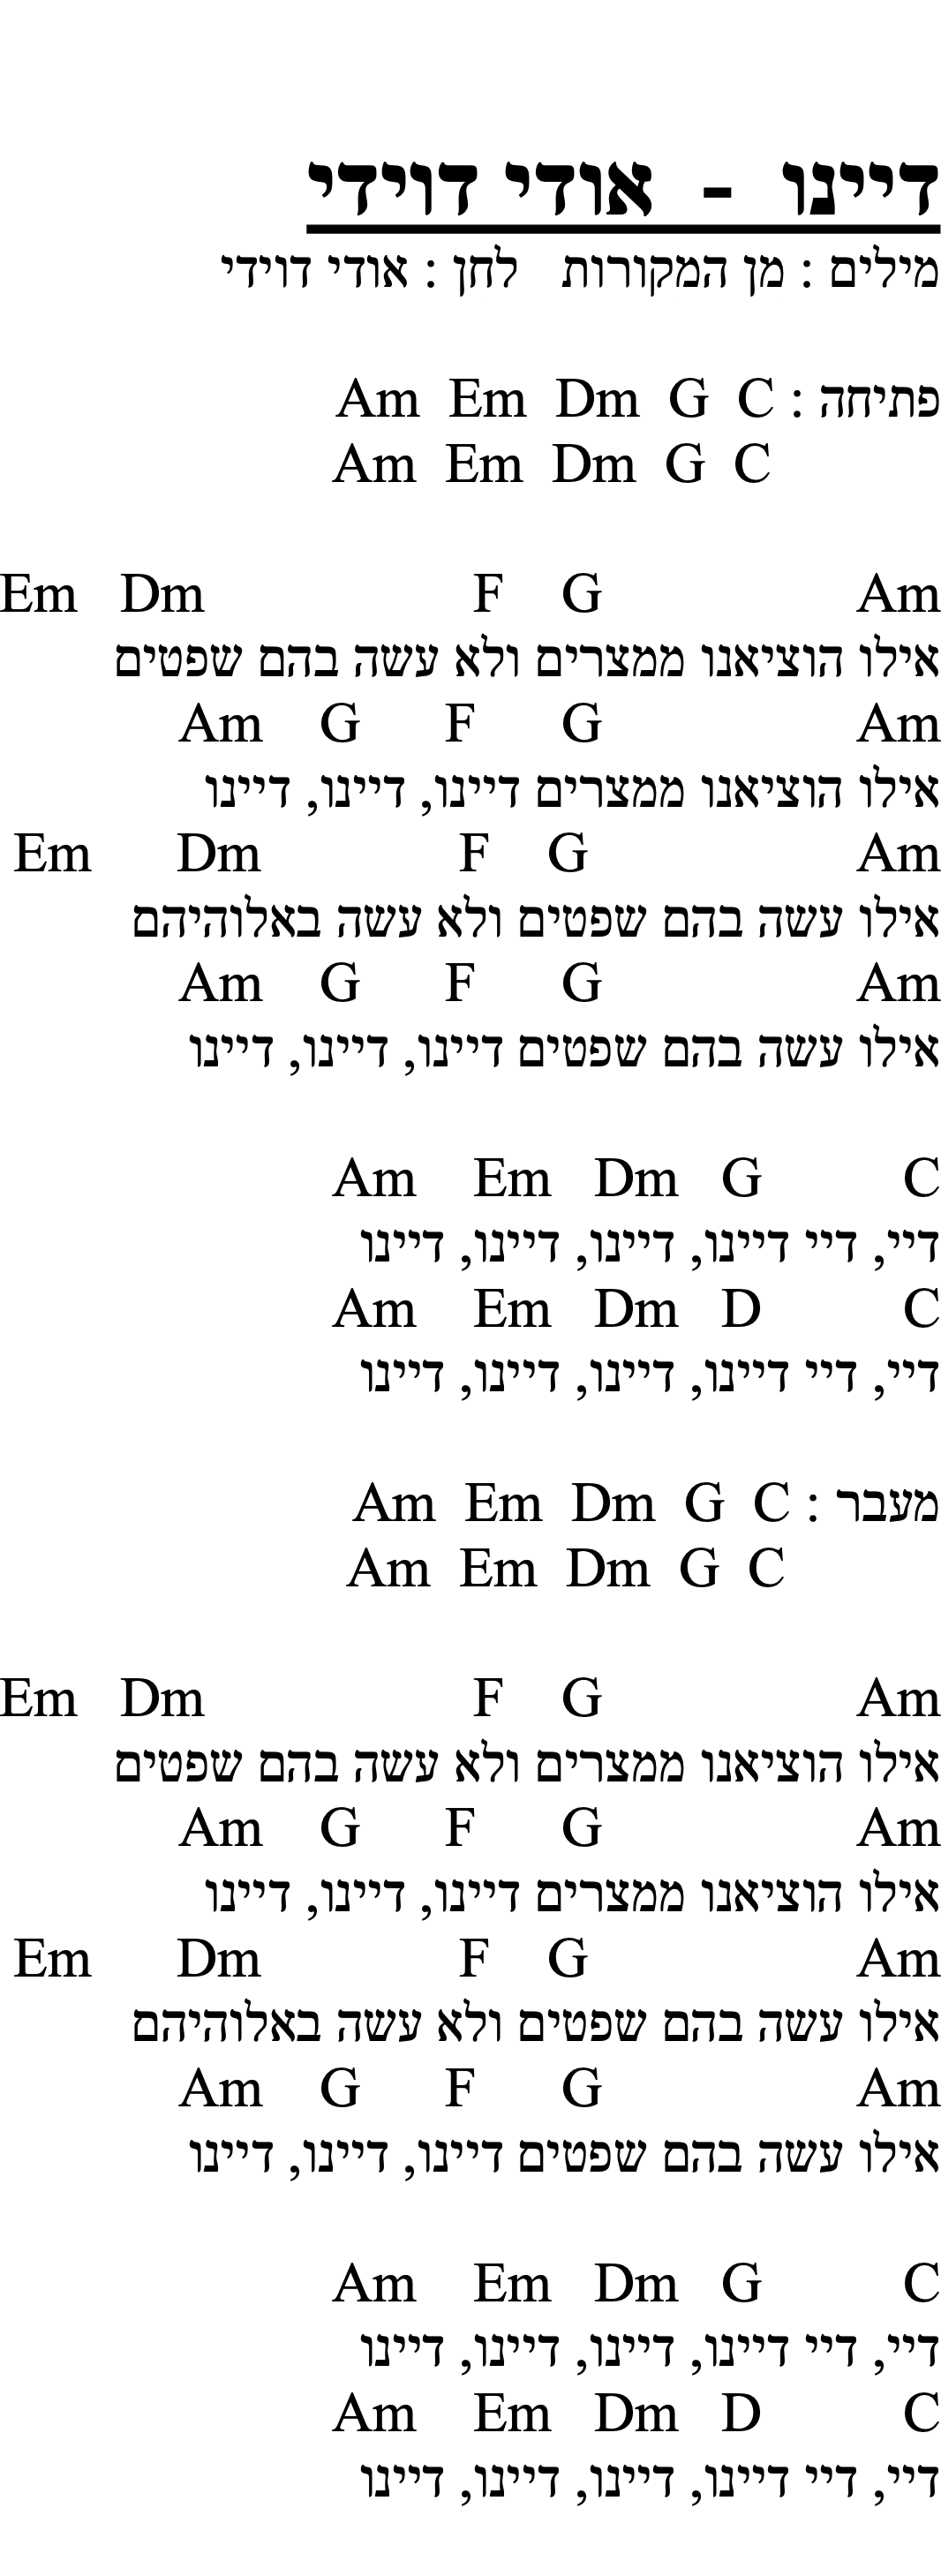 דיינו - אודי דוידי
מילים : מן המקורות לחן : אודי דוידי
פתיחה : C G Dm Em Am
C G Dm Em Am
Am G F Dm Em
אילו הוציאנו ממצרים ולא עשה בהם שפטים
Am G F G Am
אילו הוציאנו ממצרים דיינו, דיינו, דיינו
Am G F Dm Em
אילו עשה בהם שפטים ולא עשה באלוהיהם
Am G F G Am
אילו עשה בהם שפטים דיינו, דיינו, דיינו
C G Dm Em Am
דיי, דיי דיינו, דיינו, דיינו, דיינו
C D Dm Em Am
דיי, דיי דיינו, דיינו, דיינו, דיינו
מעבר : C G Dm Em Am
C G Dm Em Am
Am G F Dm Em
אילו הוציאנו ממצרים ולא עשה בהם שפטים
Am G F G Am
אילו הוציאנו ממצרים דיינו, דיינו, דיינו
Am G F Dm Em
אילו עשה בהם שפטים ולא עשה באלוהיהם
Am G F G Am
אילו עשה בהם שפטים דיינו, דיינו, דיינו
C G Dm Em Am
דיי, דיי דיינו, דיינו, דיינו, דיינו
C D Dm Em Am
דיי, דיי דיינו, דיינו, דיינו, דיינו